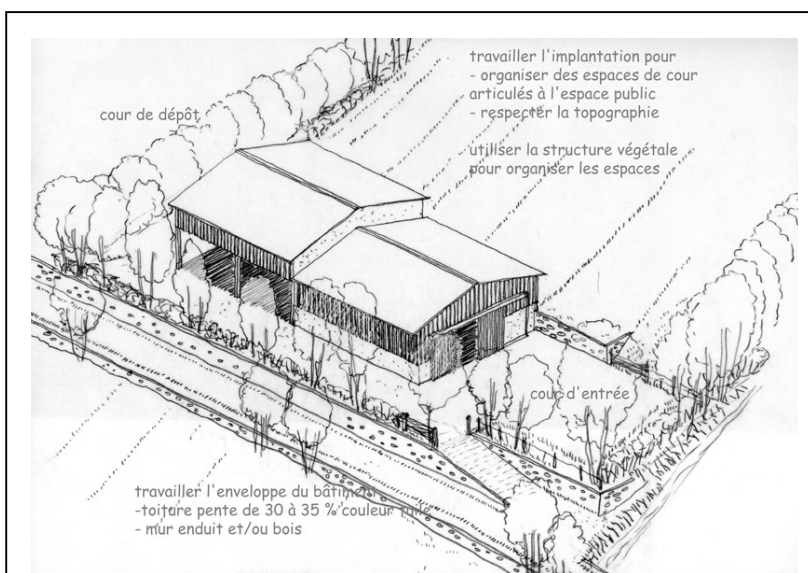 travailler l'implantation pour
- organiser des espaces de cour
articulés à l'espace public
- respecter la topographie
utiliser la structure végétale
pour organiser les espaces
cour de dépôt
cour d'entrée
travailler l'enveloppe du bâtiment
-toiture pente de 30 à 35 % couleur tuile
- mur enduit et/ou bois